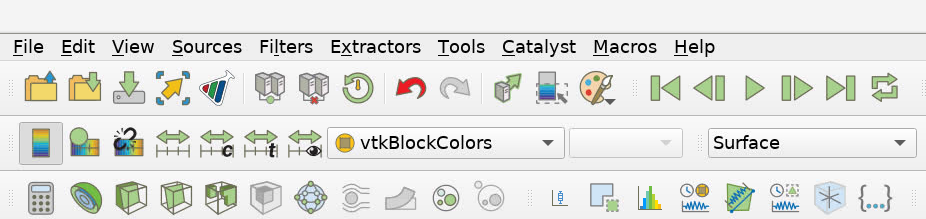 File Edit View Sources Filters Extractors Tools Catalyst Macros Help
c t vtkBlockColors Surface
{...}